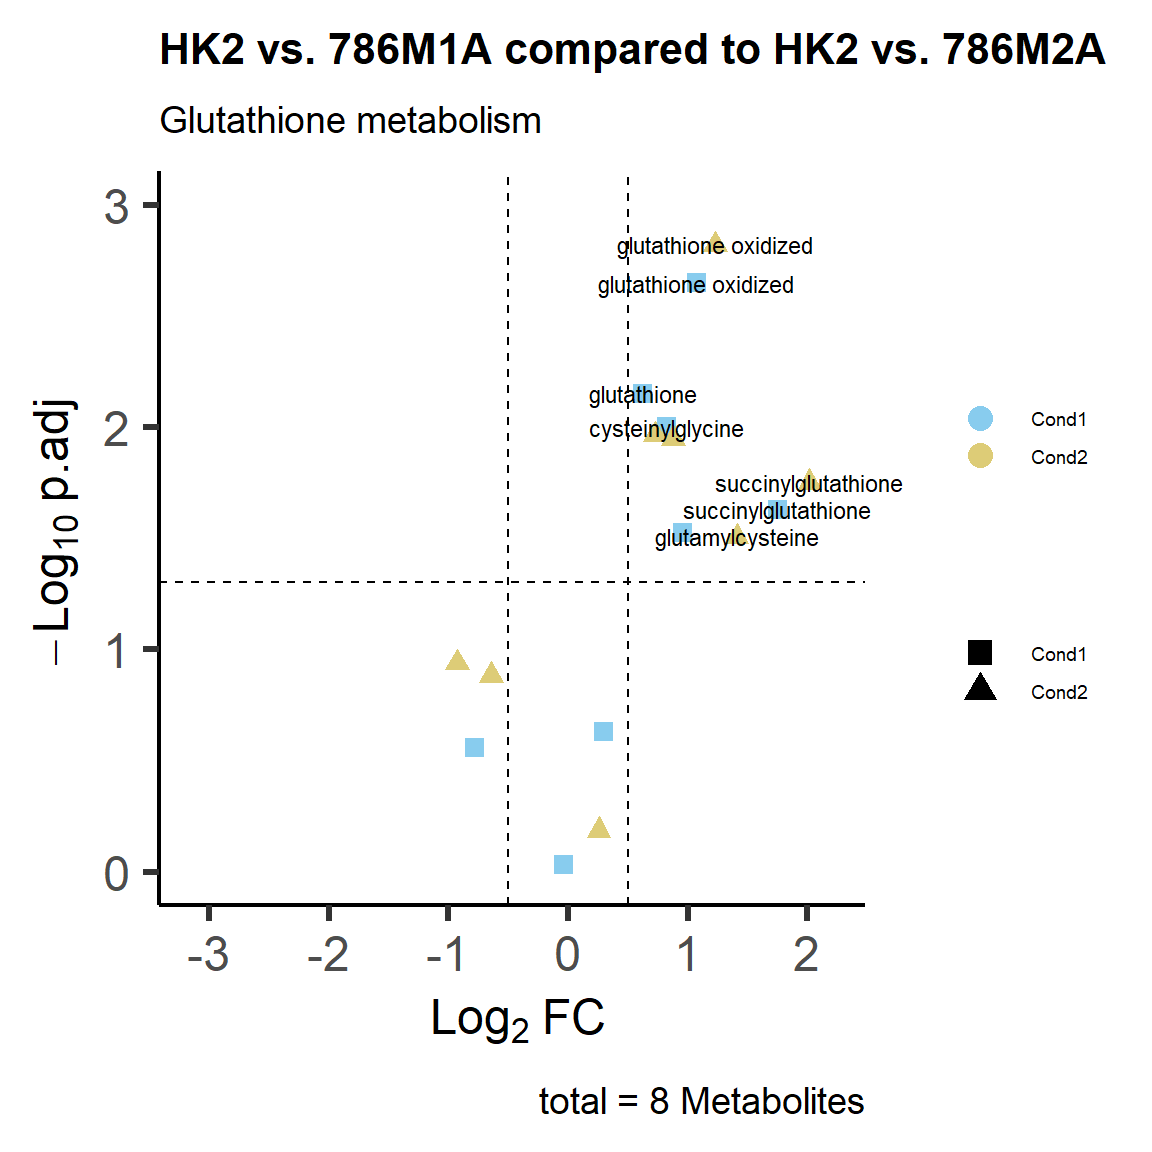 HK2 vs. 786M1A compared to HK2 vs. 786M2A
Glutathione metabolism
3
2
1
0
−Log10 p.adj
glutathione oxidized
glutathione oxidized
glutathione
cysteinylglycine
succinylglutathione
succinylglutathione
glutamylcysteine
-3 -2 -1 0 1 2
Log2 FC
Cond1
Cond2
Cond1
Cond2
total = 8 Metabolites